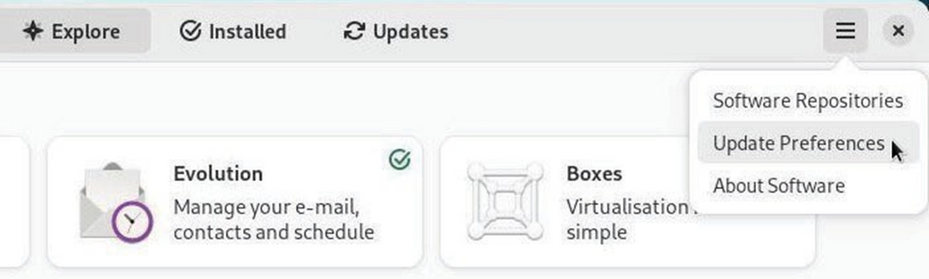 Explore
Installed
Updates
Software Repositories
Update Preferences
About Software
Evolution
Manage your e-mail,
contacts and schedule
Boxes
Virtualisation
simple